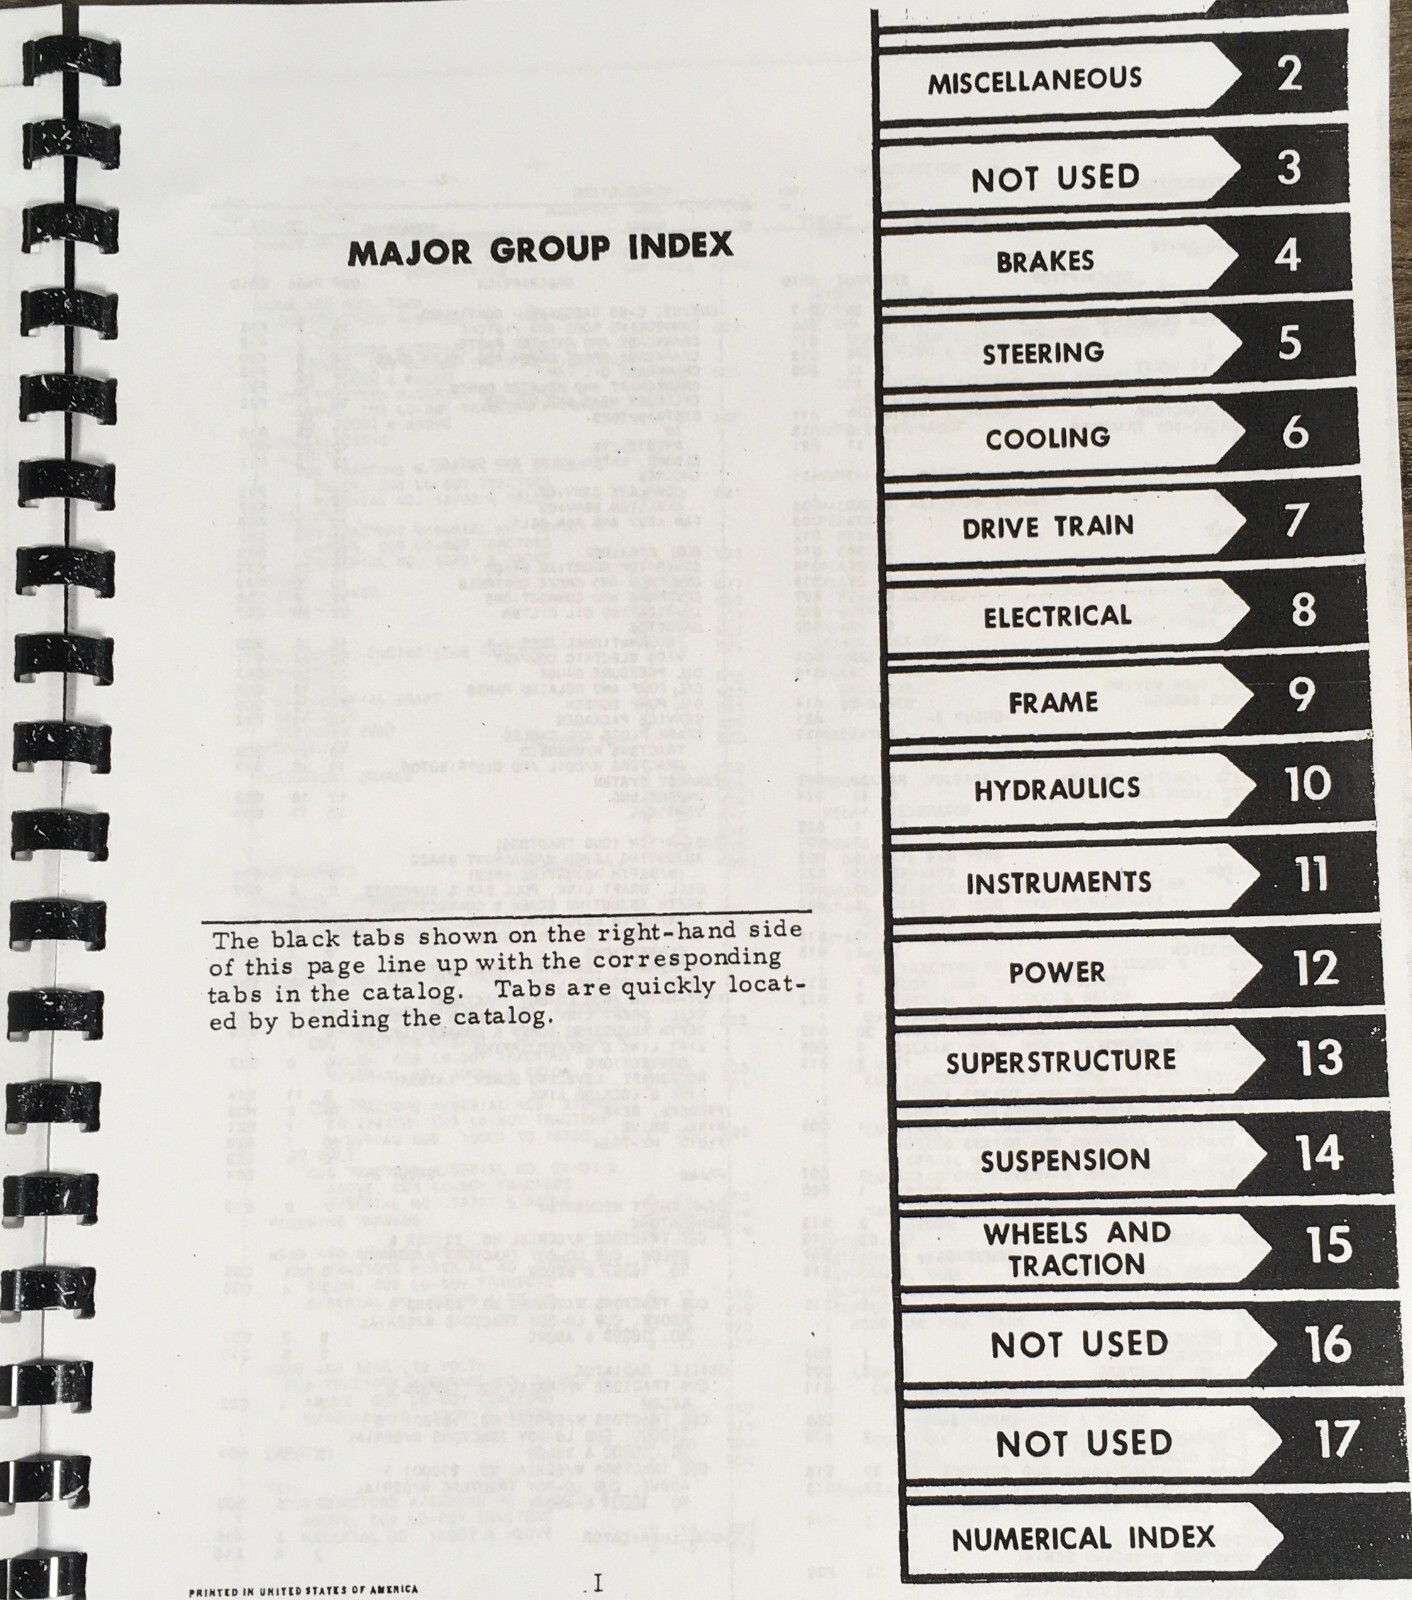 MISCELLANEOUS 2
NOT USED 3
MAJOR GROUP INDEX
BRAKES 4
STEERING 5
COOLING 6
DRIVE TRAIN 7
ELECTRICAL 8
FRAME 9
HYDRAULICS 10
INSTRUMENTS 11
The black tabs shown on the right-hand side
of this page line up with the corresponding
tabs in the catalog. Tabs are quickly locat-
ed by bending the catalog.
POWER 12
SUPERSTRUCTURE 13
SUSPENSION 14
WHEELS AND
TRACTION 15
NOT USED 16
NOT USED 17
NUMERICAL INDEX
PRINTED IN UNITED STATES OF AMERICA
I